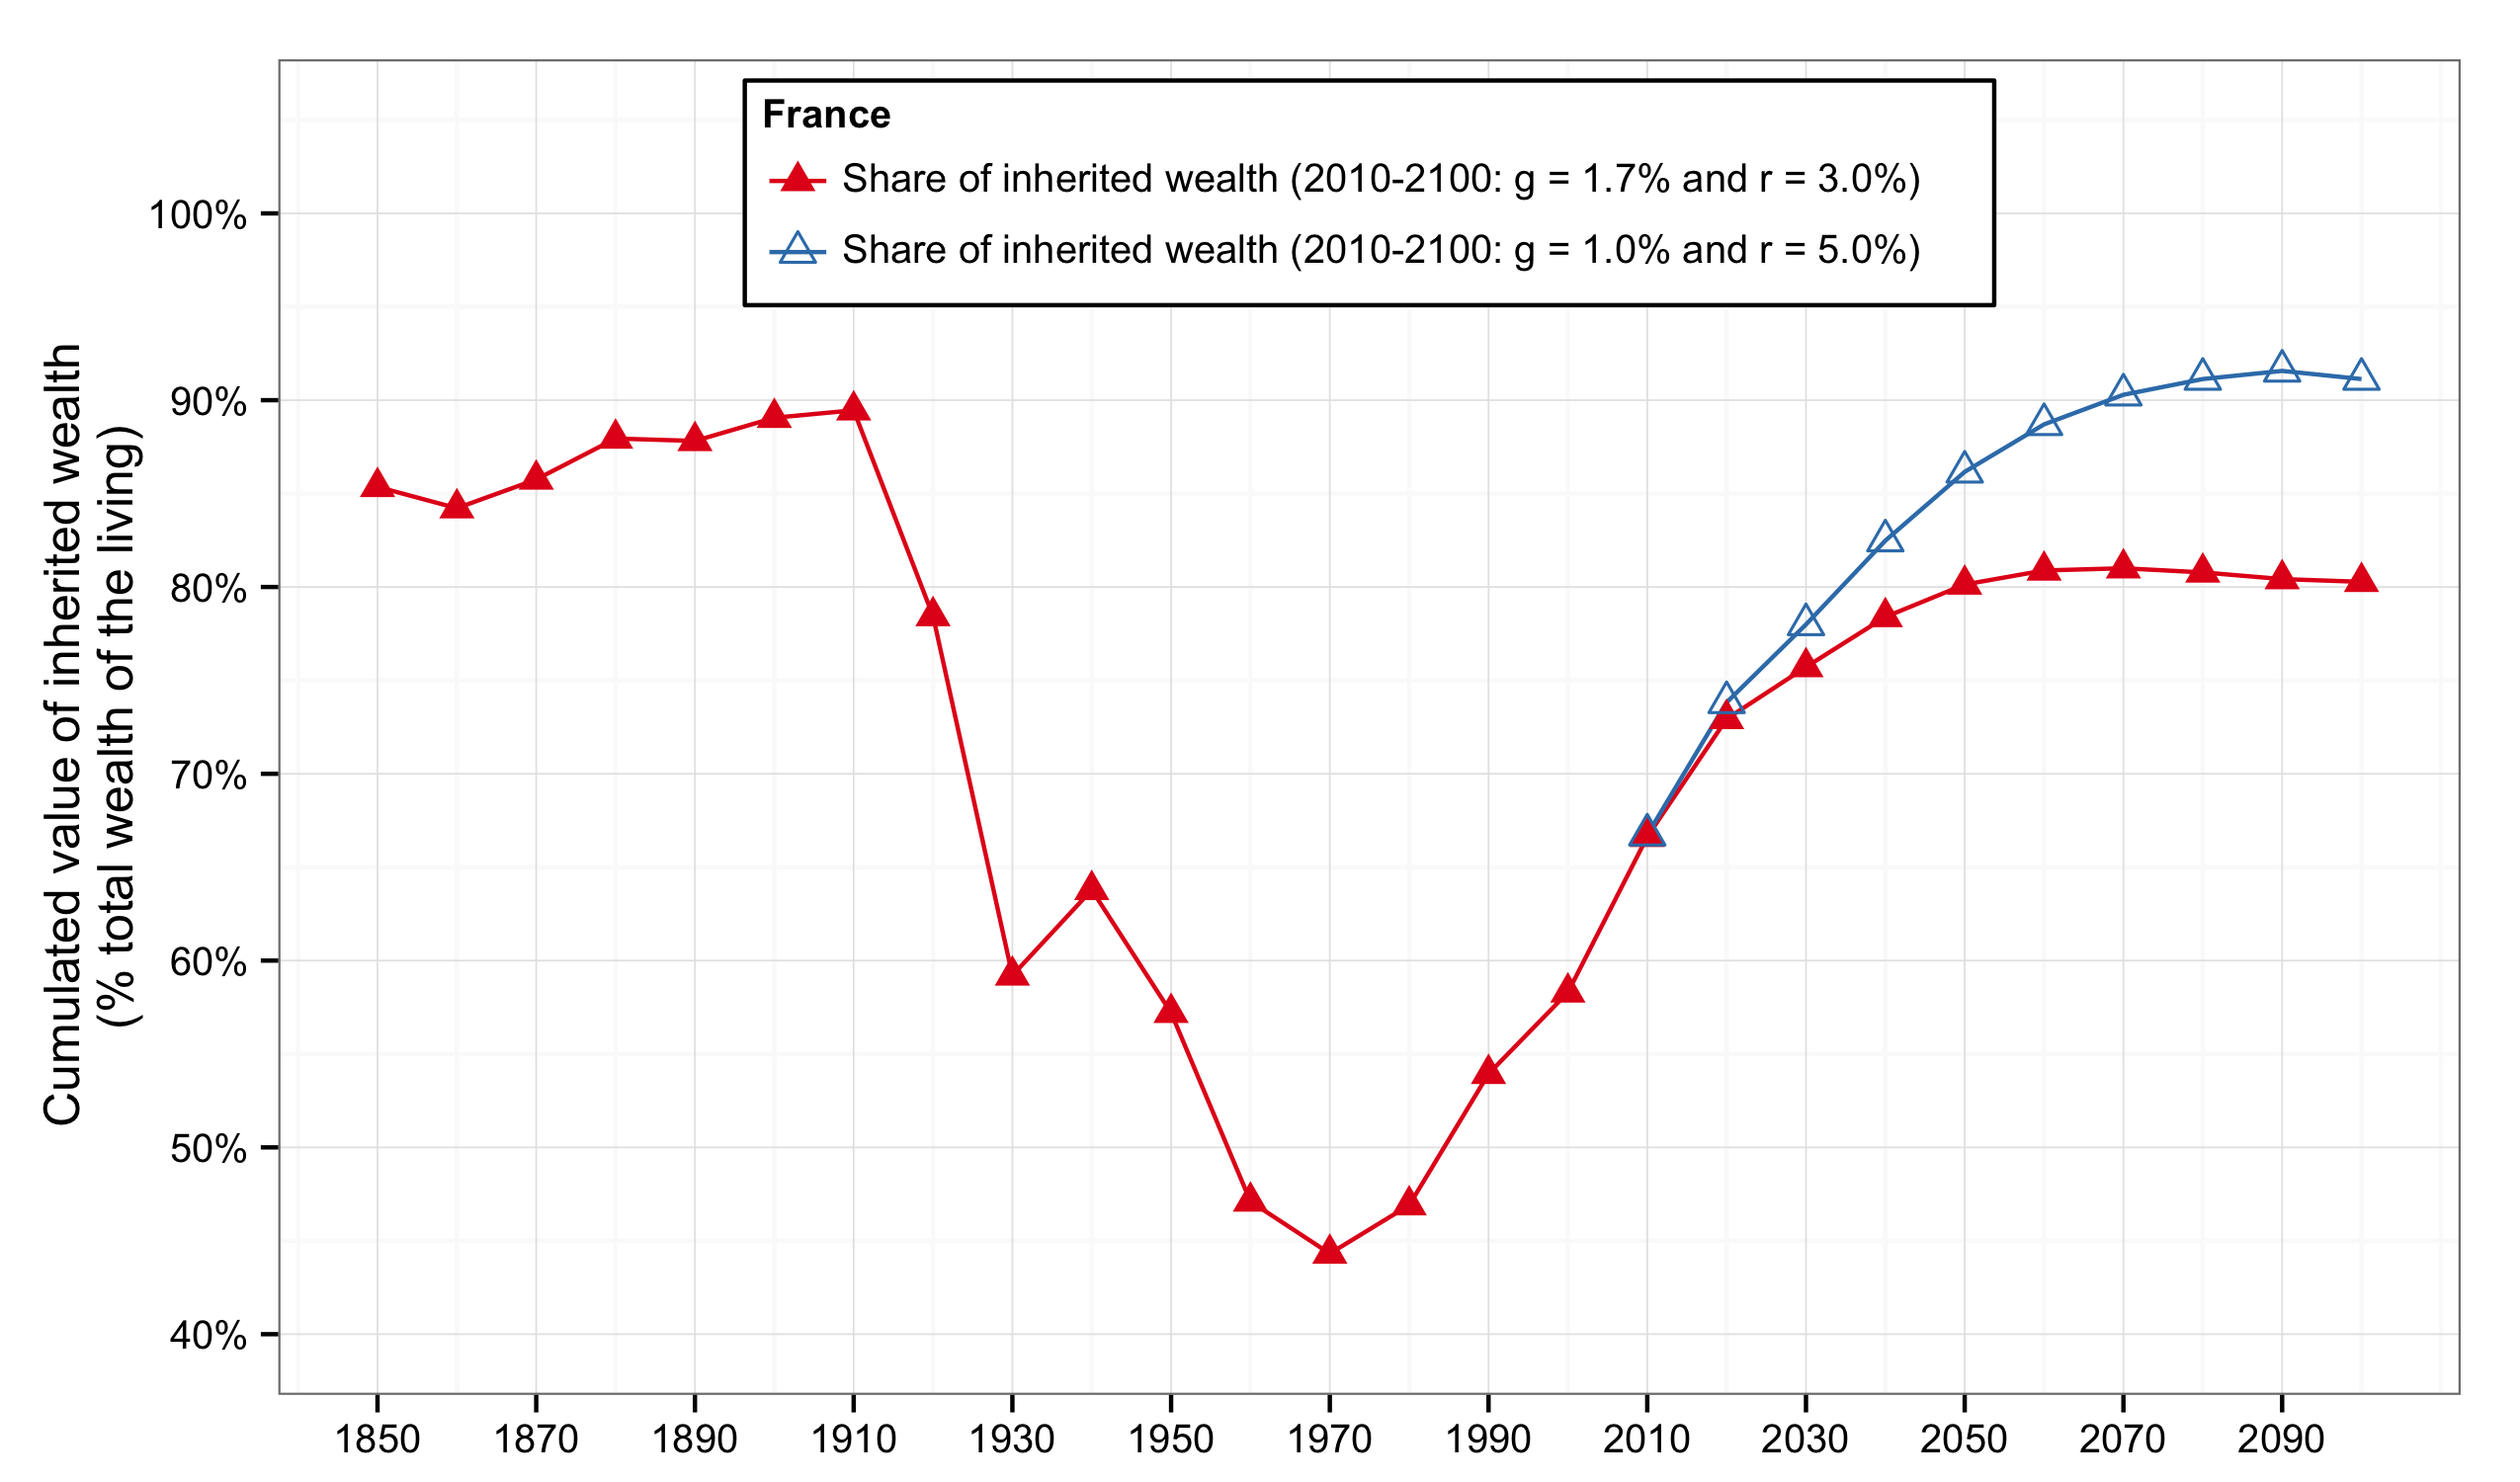 France
Share of inherited wealth (2010-2100: g = 1.7% and r = 3.0%)
Share of inherited wealth (2010-2100: g = 1.0% and r = 5.0%)
Cumulated value of inherited wealth
(% total wealth of the living)
100%
90%
80%
70%
60%
50%
40%
1850 1870 1890 1910 1930 1950 1970 1990 2010 2030 2050 2070 2090